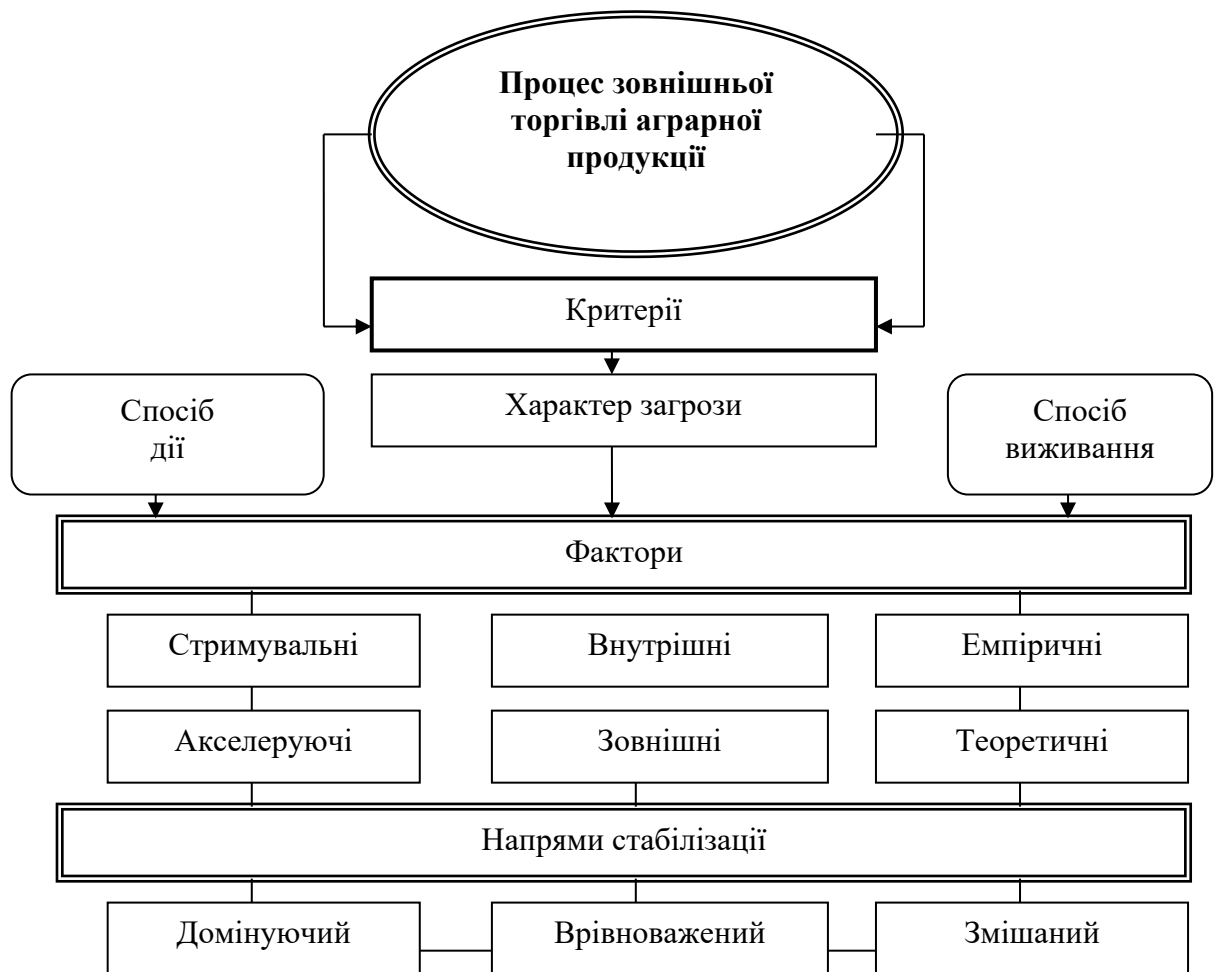 Процес зовнішньої
торгівлі аграрної
продукції
Критерії
Спосіб
дії
Характер загрози
Спосіб
виживання
Фактори
Стримувальні
Внутрішні
Емпіричні
Акселеруючі
Зовнішні
Теоретичні
Напрями стабілізації
Домінуючий
Врівноважений
Змішаний